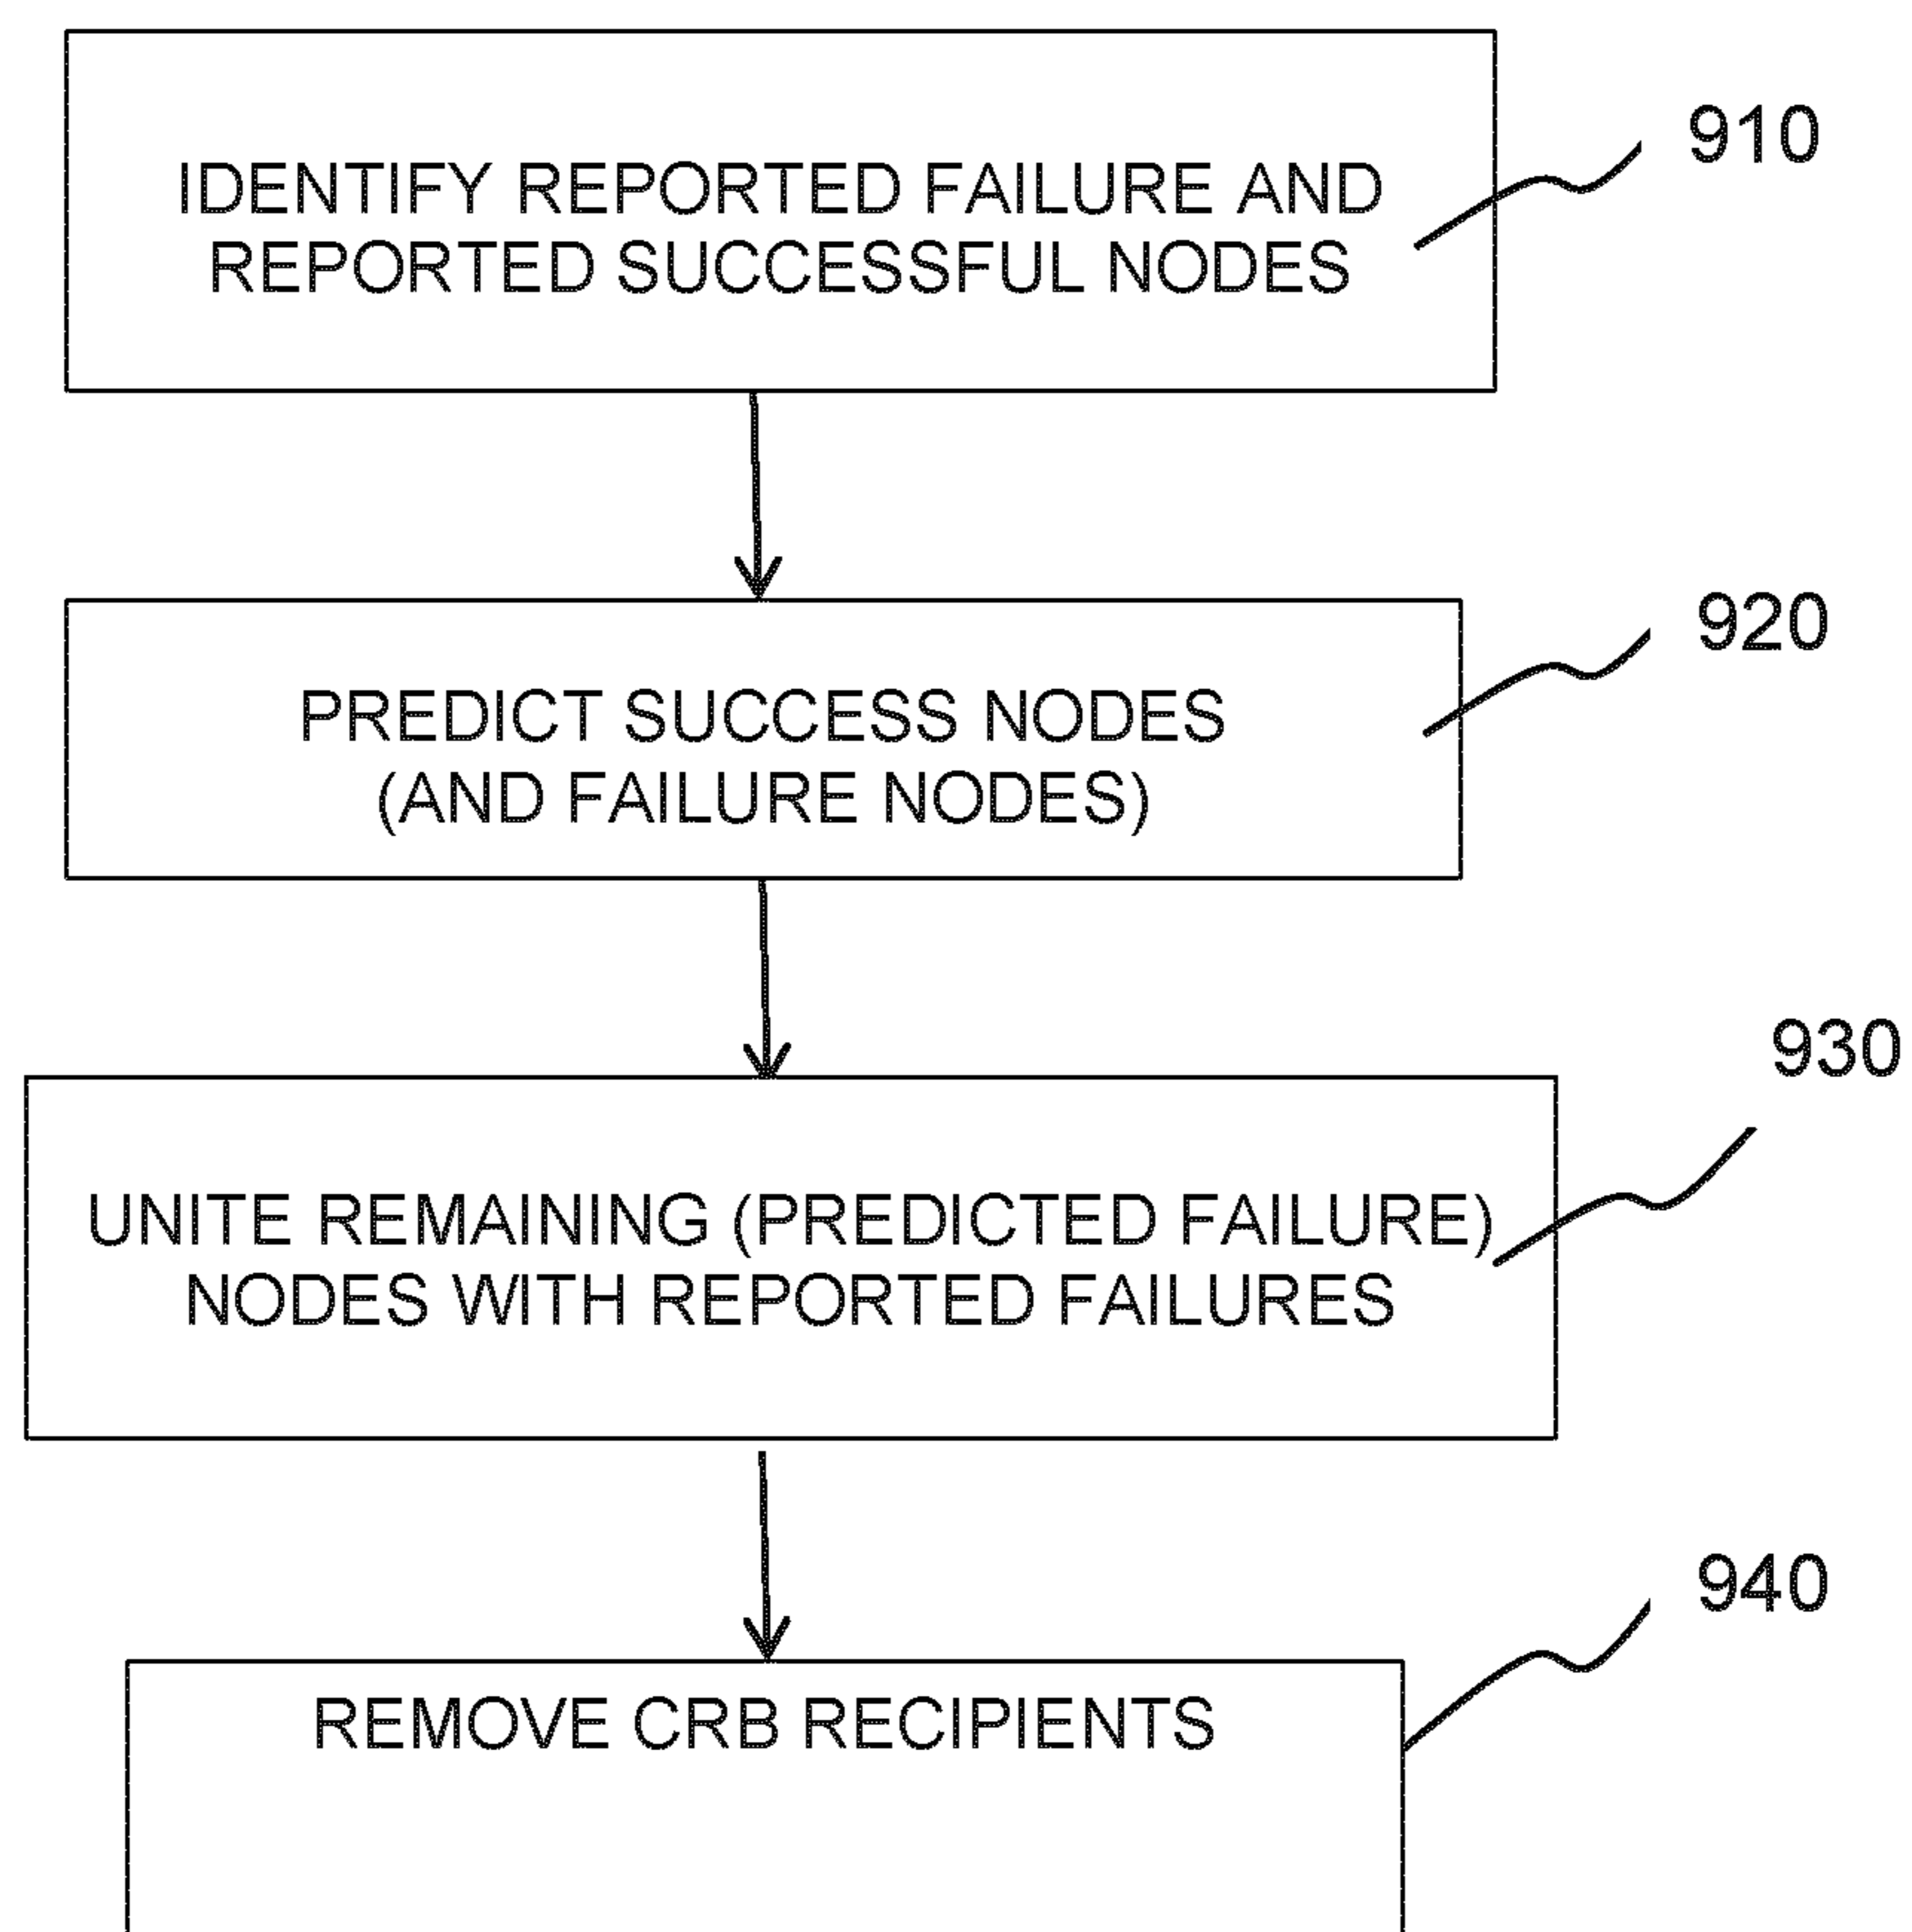 IDENTIFY REPORTED FAILURE AND
REPORTED SUCCESSFUL NODES
910
PREDICT SUCCESS NODES
(AND FAILURE NODES)
920
UNITE REMAINING (PREDICTED FAILURE)
NODES WITH REPORTED FAILURES
930
REMOVE CRB RECIPIENTS
940